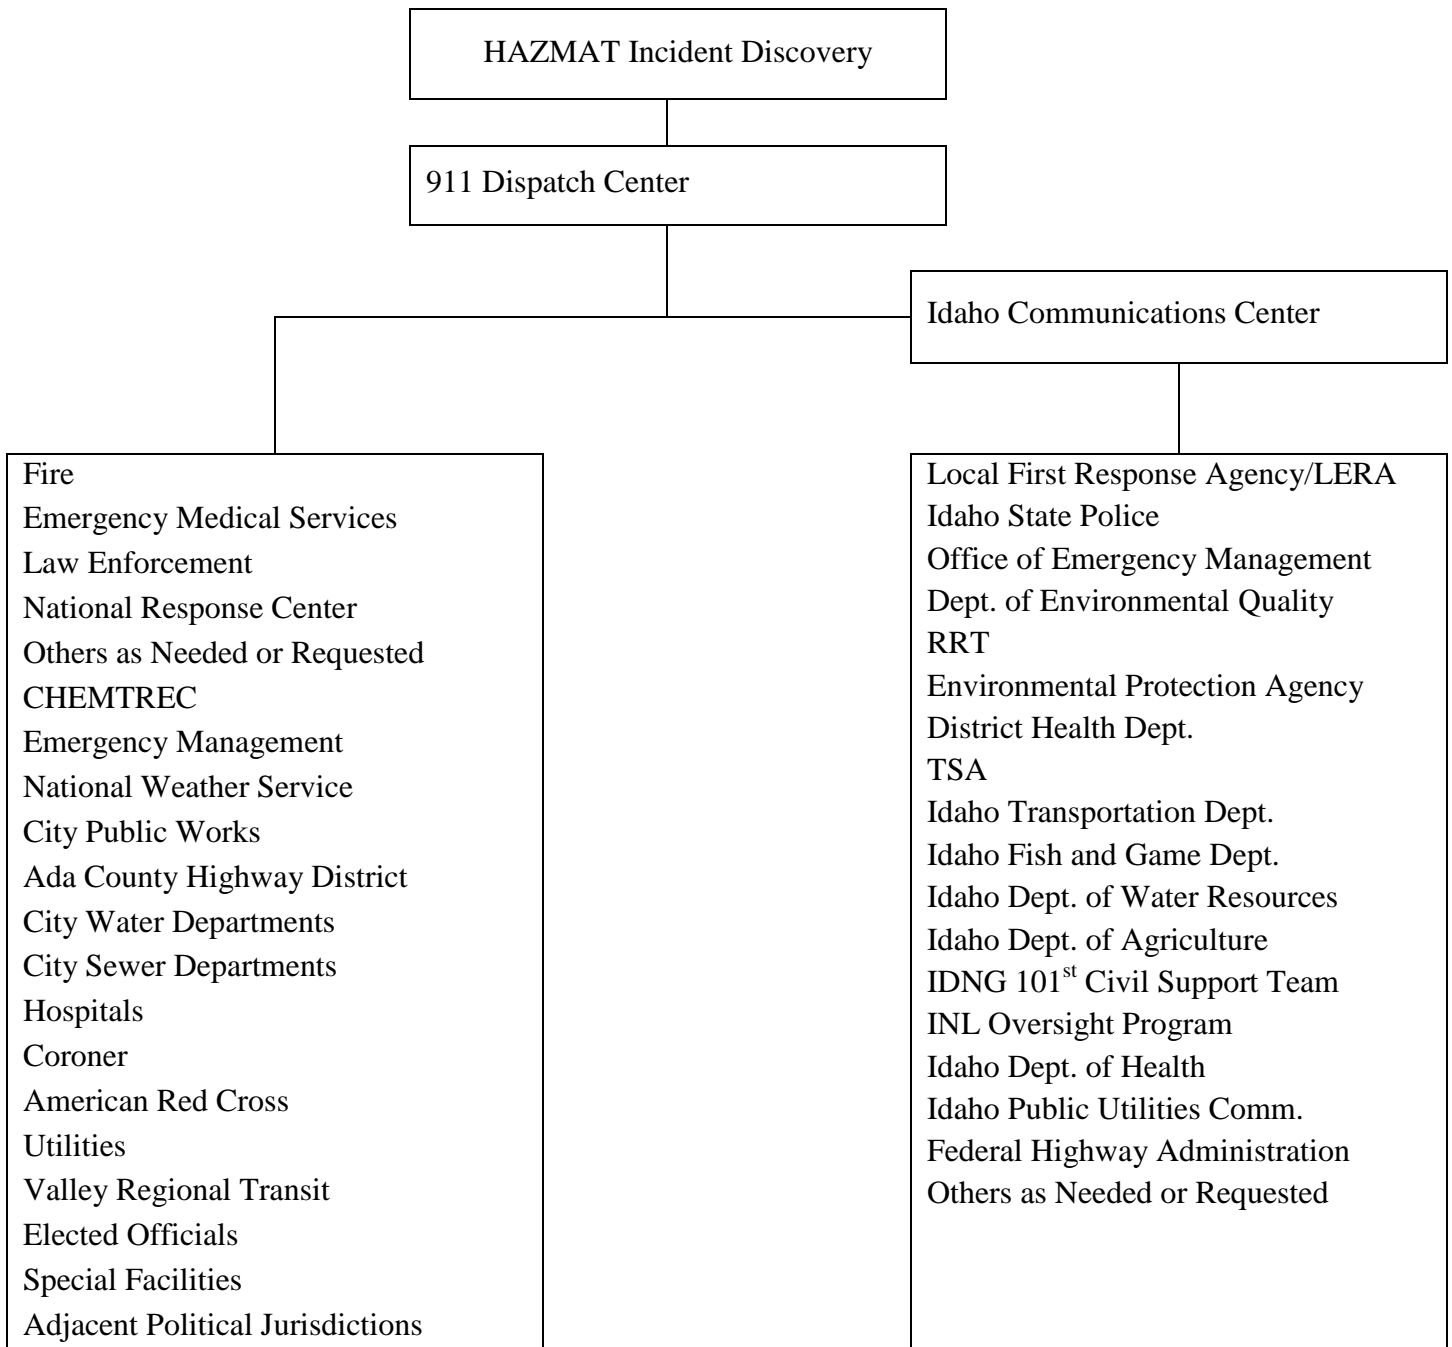 HAZMAT Incident Discovery
911 Dispatch Center
Idaho Communications Center
Fire
Emergency Medical Services
Law Enforcement
National Response Center
Others as Needed or Requested
CHEMTREC
Emergency Management
National Weather Service
City Public Works
Ada County Highway District
City Water Departments
City Sewer Departments
Hospitals
Coroner
American Red Cross
Utilities
Valley Regional Transit
Elected Officials
Special Facilities
Adjacent Political Jurisdictions
Local First Response Agency/LERA
Idaho State Police
Office of Emergency Management
Dept. of Environmental Quality
RRT
Environmental Protection Agency
District Health Dept.
TSA
Idaho Transportation Dept.
Idaho Fish and Game Dept.
Idaho Dept. of Water Resources
Idaho Dept. of Agriculture
IDNG 101st Civil Support Team
INL Oversight Program
Idaho Dept. of Health
Idaho Public Utilities Comm.
Federal Highway Administration
Others as Needed or Requested